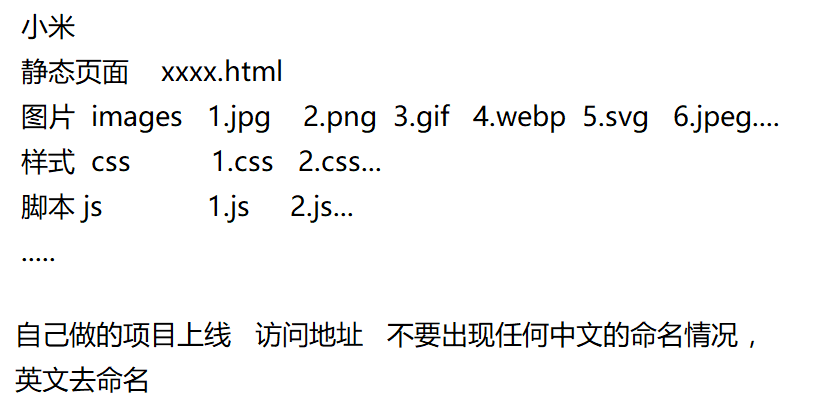 小米
静态页面 xxxx.html
图片 images 1.jpg 2.png 3.gif 4.webp 5.svg 6.jpeg....
样式 css 1.css 2.css...
脚本 js 1.js 2.js...
.....
自己做的项目上线 访问地址 不要出现任何中文的命名情况，
英文去命名